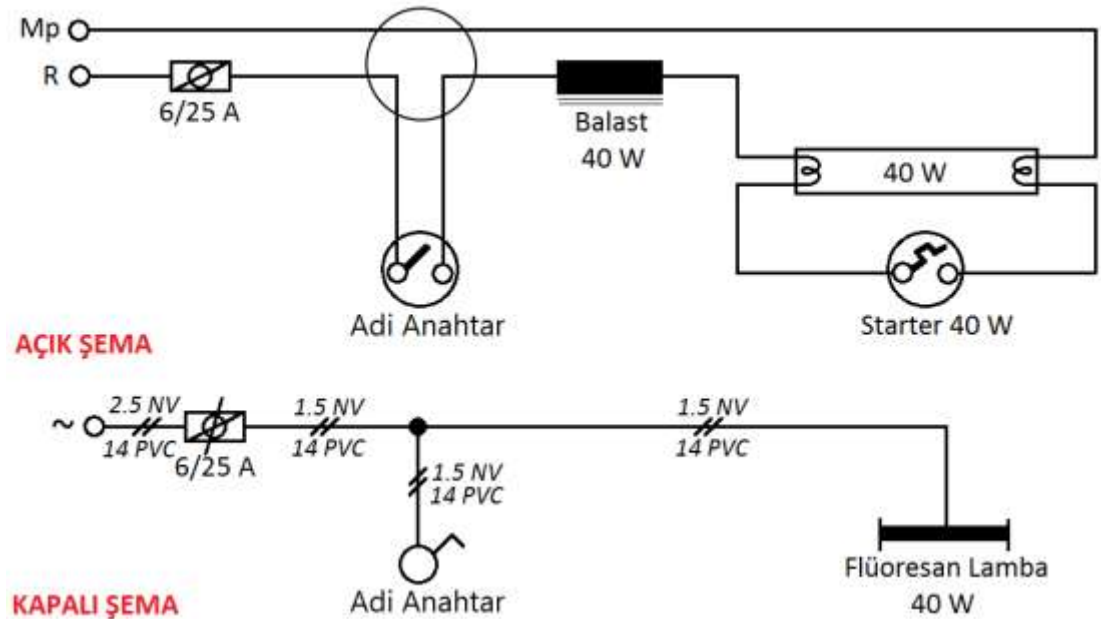 Mp
R
6/25 A
Balast
40 W
40 W
Adi Anahtar
Starter 40 W
AÇIK ŞEMA
~
2.5 NV
14 PVC
6/25 A
1.5 NV
14 PVC
1.5 NV
14 PVC
1.5 NV
14 PVC
Adi Anahtar
Flüoresan Lamba
40 W
KAPALI ŞEMA